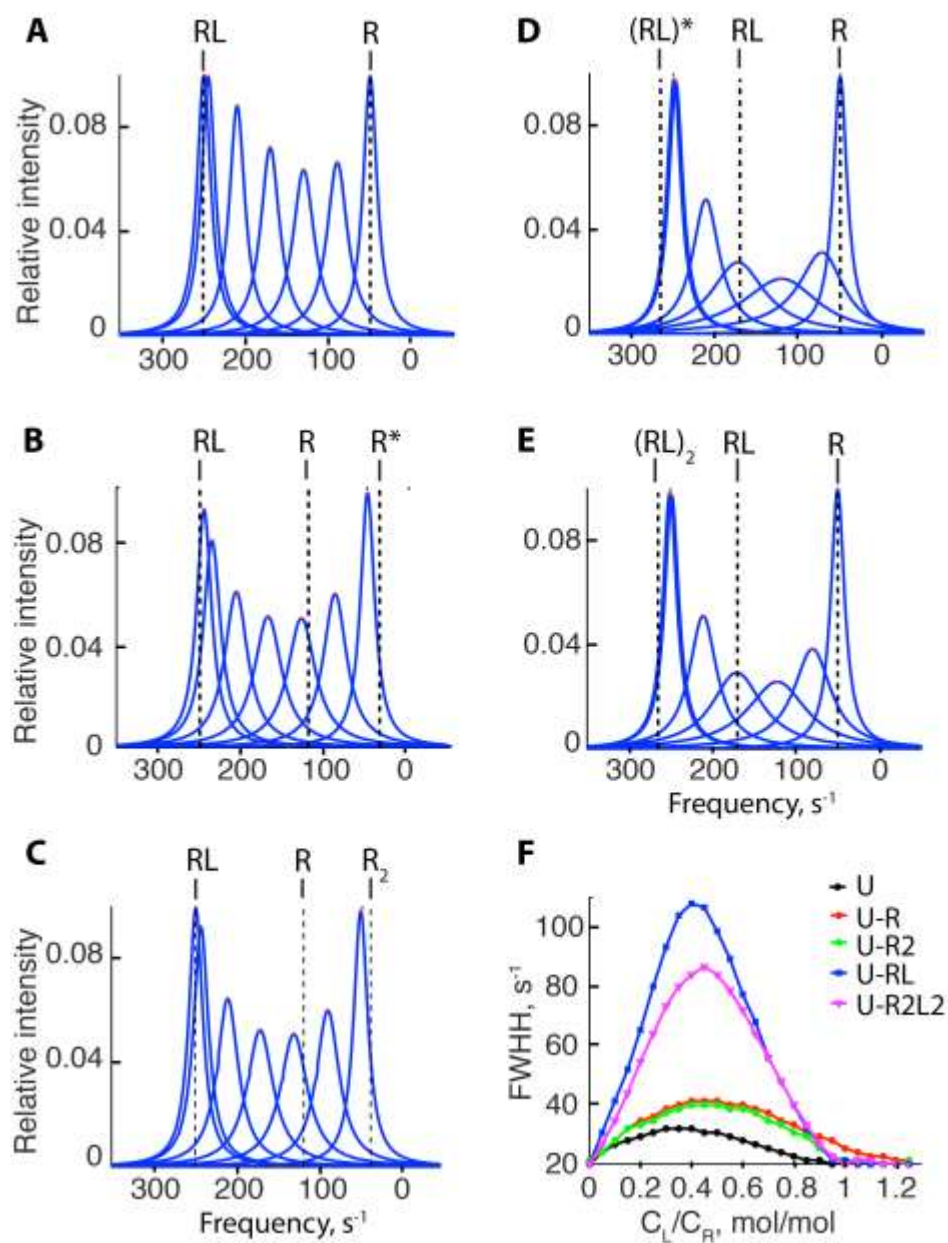 A
RL R
Relative intensity
0.08
0.04
0
300 200 100 0
B
RL R R*
Relative intensity
0.08
0.04
0
300 200 100 0
C
RL R R₂
Relative intensity
0.08
0.04
0
300 200 100 0
Frequency, s⁻¹
D
(RL)* RL R
0.08
0.04
0
300 200 100 0
E
(RL)₂ RL R
0.08
0.04
0
300 200 100 0
Frequency, s⁻¹
F
U
U-R
U-R2
U-RL
U-R2L2
FWHH, s⁻¹
100
80
60
40
20
0 0.2 0.4 0.6 0.8 1 1.2
C_L/C_R, mol/mol